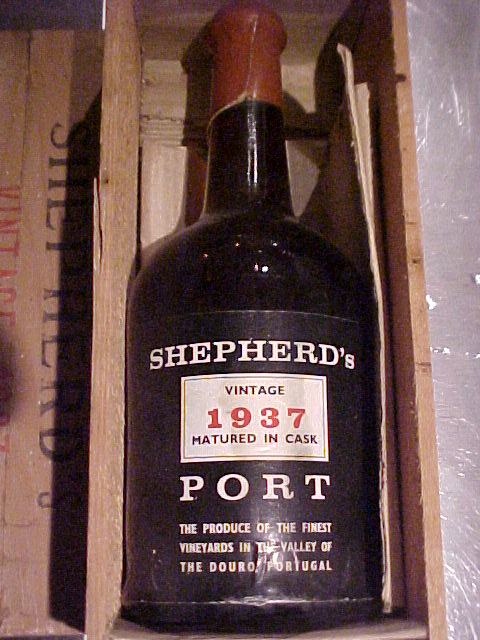 SHEPHERD's
VINTAGE
1937
MATURED IN CASK
PORT
THE PRODUCE OF THE FINEST
VINEYARDS IN THE VALLEY OF
THE DOURO, PORTUGAL
SHEPHERD'S
VINTAGE